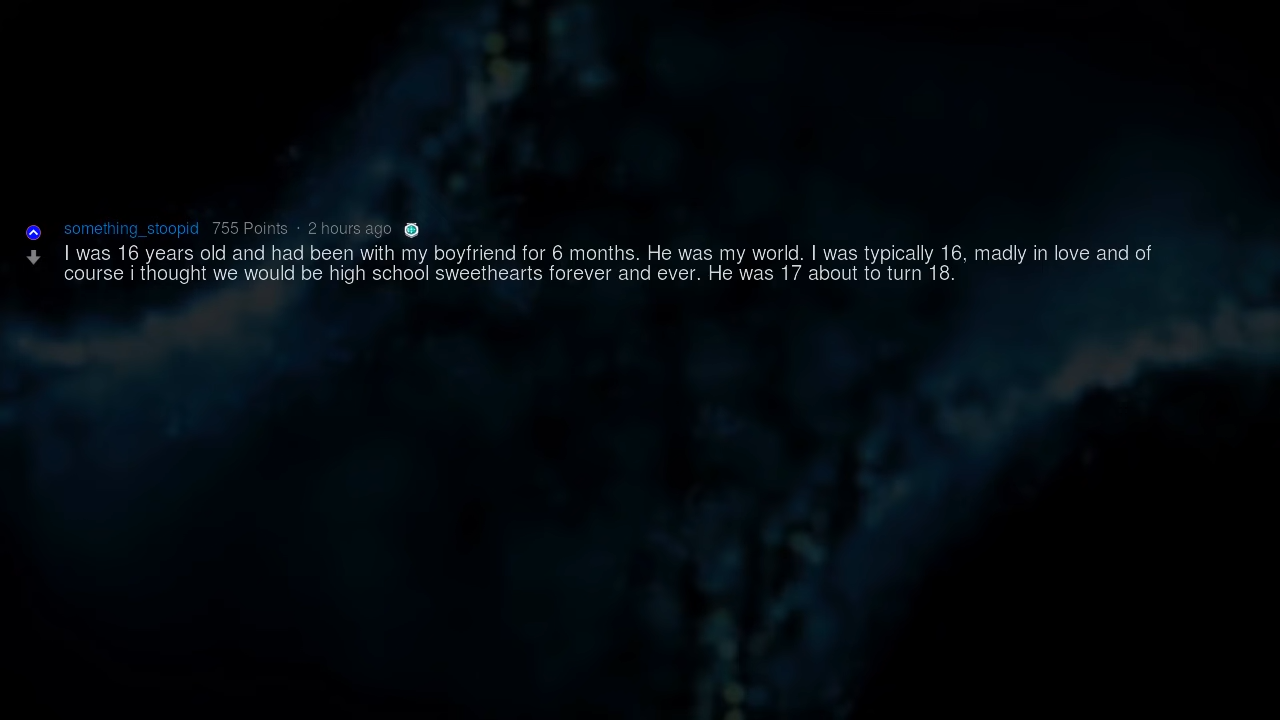 something_stoopid 755 Points · 2 hours ago
I was 16 years old and had been with my boyfriend for 6 months. He was my world. I was typically 16, madly in love and of
course i thought we would be high school sweethearts forever and ever. He was 17 about to turn 18.